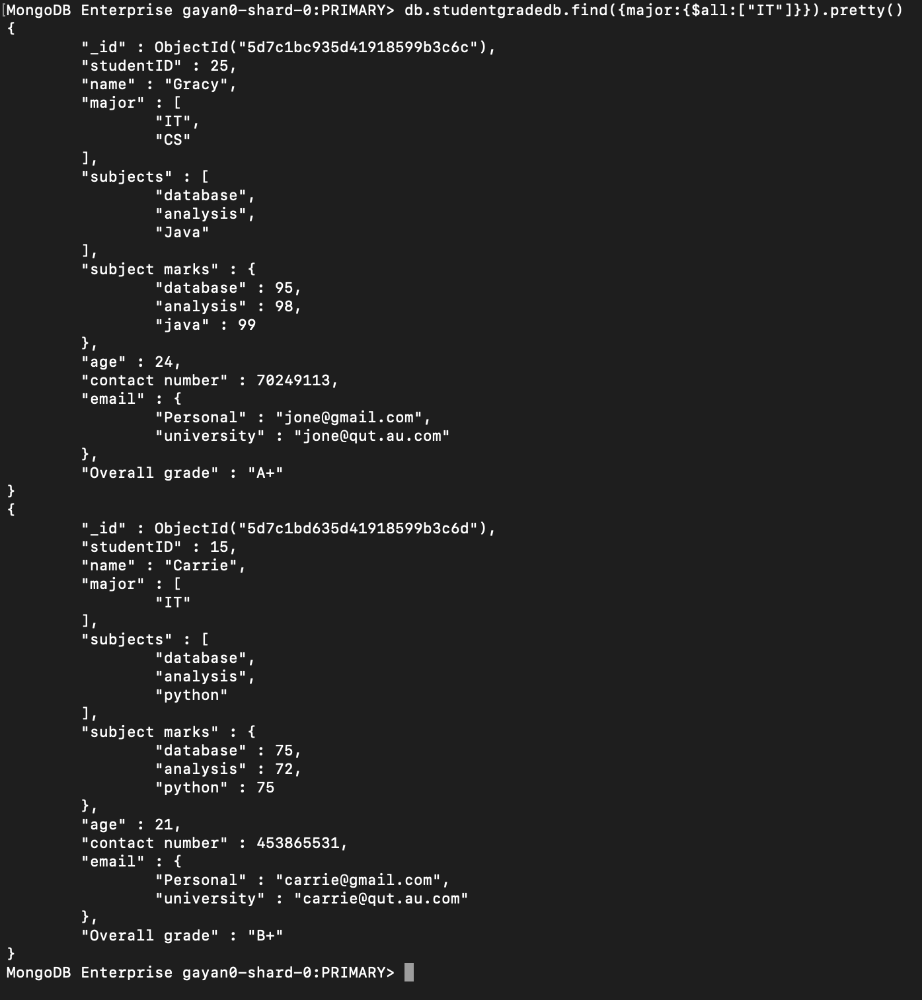 [MongoDB Enterprise gayan0-shard-0:PRIMARY> db.studentgradedb.find({major:{$all:["IT"]}}).pretty()
{
        "_id" : ObjectId("5d7c1bc935d41918599b3c6c"),
        "studentID" : 25,
        "name" : "Gracy",
        "major" : [
                "IT",
                "CS"
        ],
        "subjects" : [
                "database",
                "analysis",
                "Java"
        ],
        "subject marks" : {
                "database" : 95,
                "analysis" : 98,
                "java" : 99
        },
        "age" : 24,
        "contact number" : 70249113,
        "email" : {
                "Personal" : "jone@gmail.com",
                "university" : "jone@qut.au.com"
        },
        "Overall grade" : "A+"
}
{
        "_id" : ObjectId("5d7c1bd635d41918599b3c6d"),
        "studentID" : 15,
        "name" : "Carrie",
        "major" : [
                "IT"
        ],
        "subjects" : [
                "database",
                "analysis",
                "python"
        ],
        "subject marks" : {
                "database" : 75,
                "analysis" : 72,
                "python" : 75
        },
        "age" : 21,
        "contact number" : 453865531,
        "email" : {
                "Personal" : "carrie@gmail.com",
                "university" : "carrie@qut.au.com"
        },
        "Overall grade" : "B+"
}
MongoDB Enterprise gayan0-shard-0:PRIMARY>